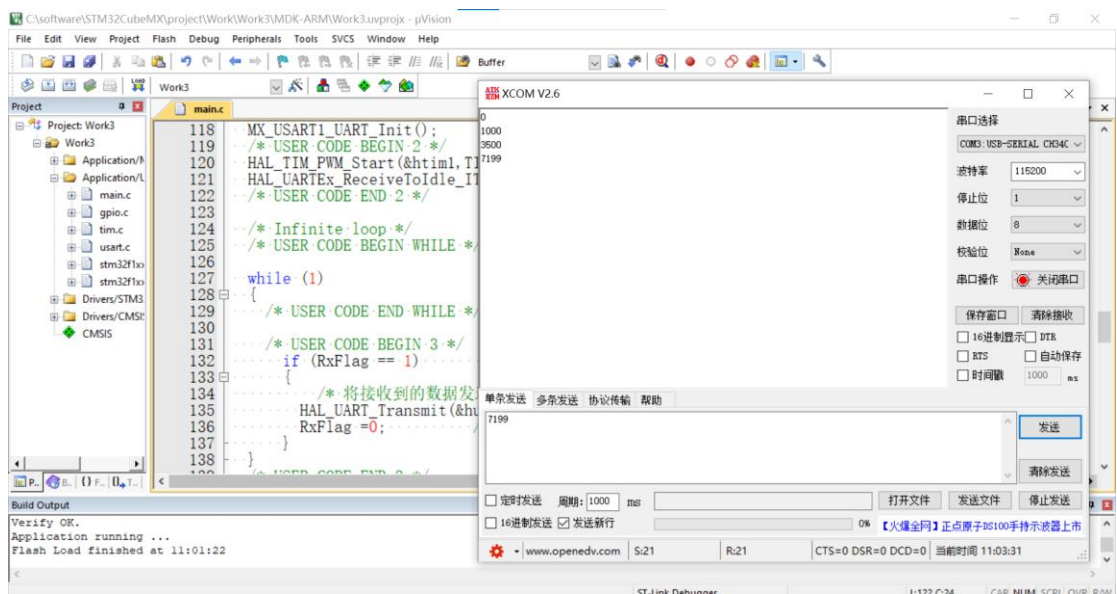 C:\software\STM32CubeMX\project\Work\Work3\MDK-ARM\Work3.uvprojx - µVision
File Edit View Project Flash Debug Peripherals Tools SVCS Window Help
Buffer
Work3
Project
main.c
Project: Work3
Work3
Application/
Application/L
main.c
gpio.c
tim.c
usart.c
stm32f1x
stm32f1x
Drivers/STM3
Drivers/CMSI
CMSIS
118 MX_USART1_UART_Init();
119 /* USER CODE BEGIN 2 */
120 HAL_TIM_PWM_Start(&htim1, T
121 HAL_UARTEx_ReceiveToIdle_IT
122 /* USER CODE END 2 */
123
124 /* Infinite loop */
125 /* USER CODE BEGIN WHILE */
126
127 while (1)
128 {
129 /* USER CODE END WHILE */
130
131 /* USER CODE BEGIN 3 */
132 if (RxFlag == 1)
133 {
134 /* 将接收到的数据发
135 HAL_UART_Transmit(&hu
136 RxFlag =0;
137 }
138 }
XCOM V2.6
0
1000
3500
7199
串口选择
COM3: USB-SERIAL CH34
波特率 115200
停止位 1
数据位 8
校验位 None
串口操作 关闭串口
保存窗口 清除接收
16进制显示 DTR
RTS 自动保存
时间戳 1000 ms
单条发送 多条发送 协议传输 帮助
7199
发送
清除发送
定时发送 周期: 1000 ms 打开文件 发送文件 停止发送
16进制发送 发送新行 0% 【火爆全网】正点原子DS100手持示波器上市
www.openedv.com S:21 R:21 CTS=0 DSR=0 DCD=0 当前时间 11:03:31
P... B... {} F... T...
Build Output
Verify OK.
Application running ...
Flash Load finished at 11:01:22
ST-Link Debugger L:122 C:24 CAP NUM SCRL OVR R/W